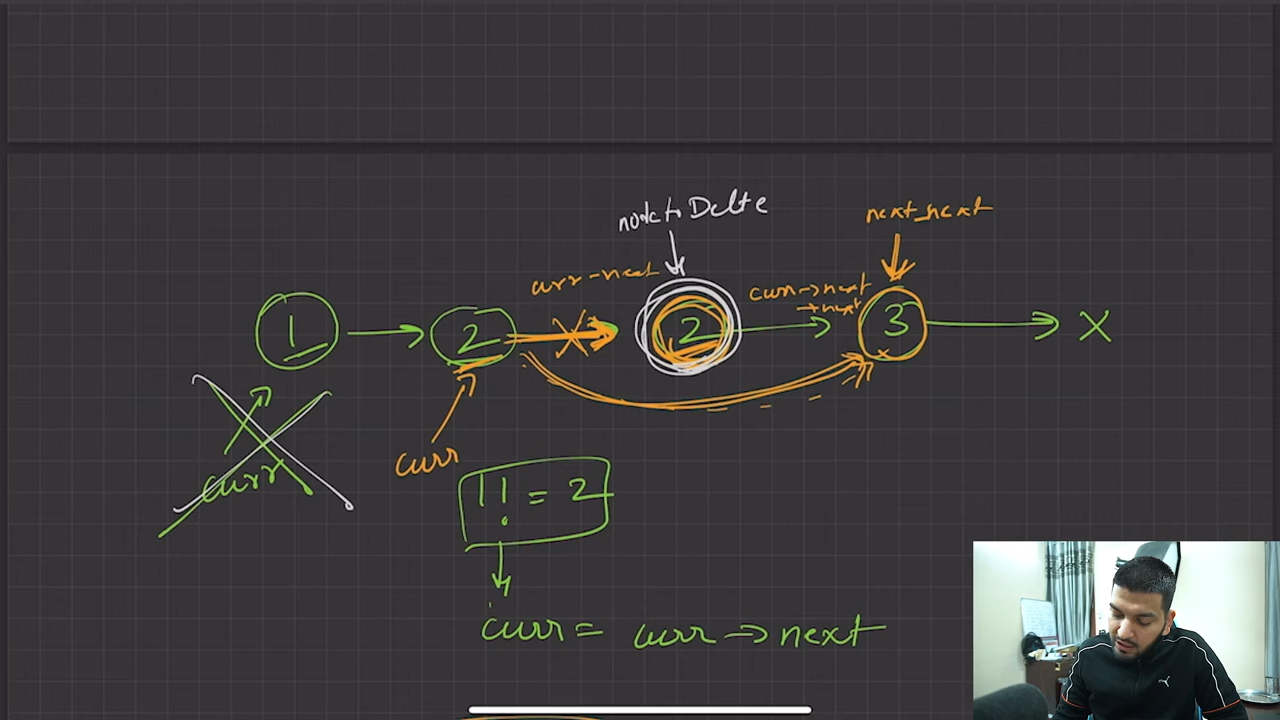 nodetoDelte
next_next
curr-next
curr->next
->next
1 → 2 → 2 → 3 → X
curr
curr
1 != 2
curr = curr -> next